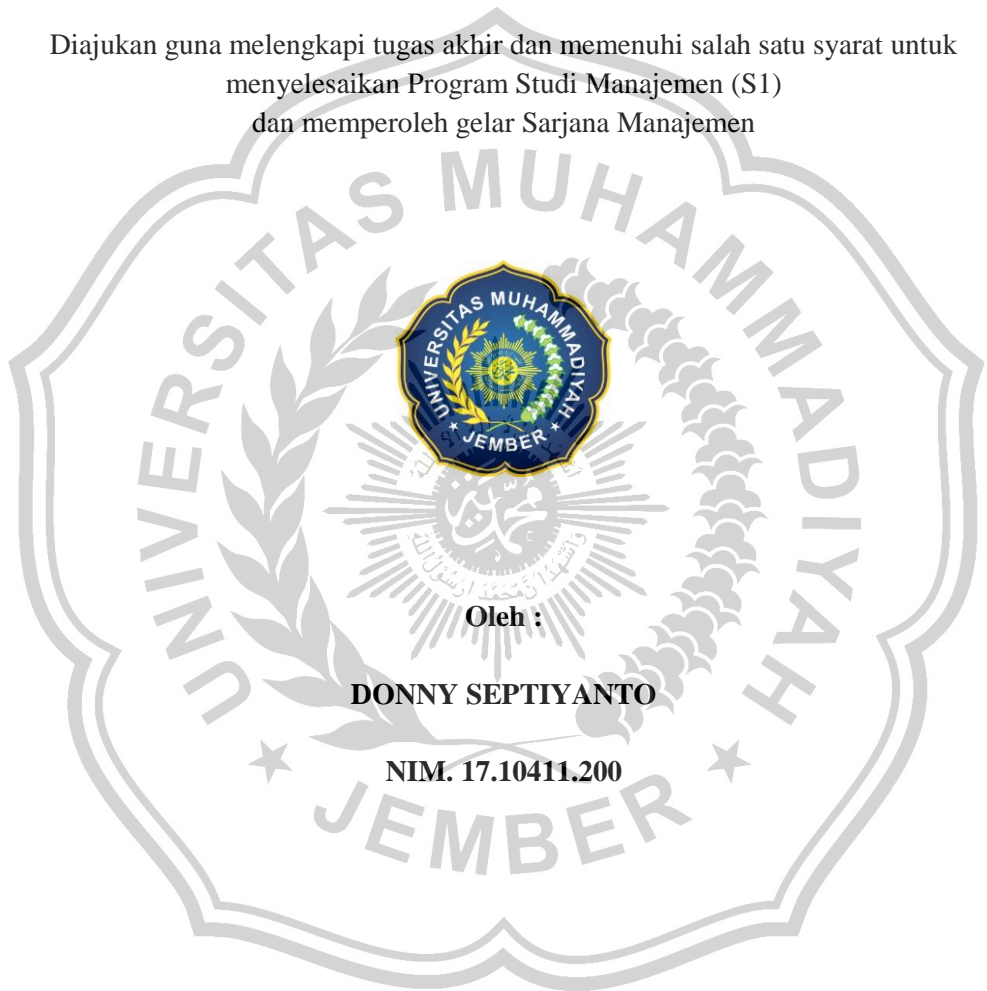 Diajukan guna melengkapi tugas akhir dan memenuhi salah satu syarat untuk
menyelesaikan Program Studi Manajemen (S1)
dan memperoleh gelar Sarjana Manajemen
UNIVERSITAS MUHAMMADIYAH
JEMBER
UNIVERSITAS MUHAMMADIYAH
JEMBER
Oleh :
DONNY SEPTIYANTO
NIM. 17.10411.200